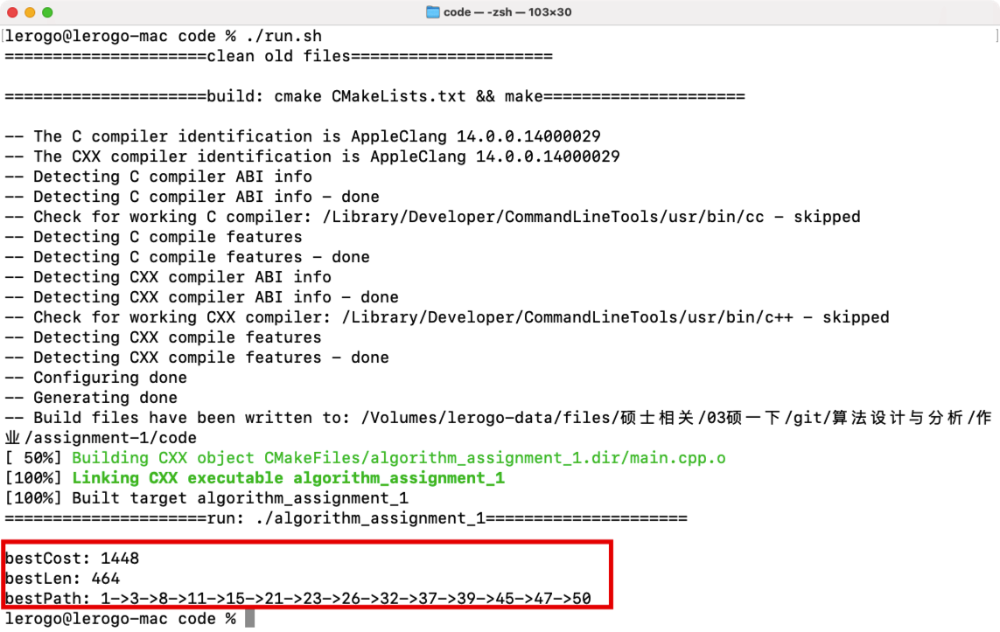 code — -zsh — 103×30
lerogo@lerogo-mac code % ./run.sh
=====================clean old files=====================
=====================build: cmake CMakeLists.txt && make=====================
-- The C compiler identification is AppleClang 14.0.0.14000029
-- The CXX compiler identification is AppleClang 14.0.0.14000029
-- Detecting C compiler ABI info
-- Detecting C compiler ABI info - done
-- Check for working C compiler: /Library/Developer/CommandLineTools/usr/bin/cc - skipped
-- Detecting C compile features
-- Detecting C compile features - done
-- Detecting CXX compiler ABI info
-- Detecting CXX compiler ABI info - done
-- Check for working CXX compiler: /Library/Developer/CommandLineTools/usr/bin/c++ - skipped
-- Detecting CXX compile features
-- Detecting CXX compile features - done
-- Configuring done
-- Generating done
-- Build files have been written to: /Volumes/lerogo-data/files/硕士相关/03硕一下/git/算法设计与分析/作
业/assignment-1/code
[ 50%] Building CXX object CMakeFiles/algorithm_assignment_1.dir/main.cpp.o
[100%] Linking CXX executable algorithm_assignment_1
[100%] Built target algorithm_assignment_1
=====================run: ./algorithm_assignment_1=====================
bestCost: 1448
bestLen: 464
bestPath: 1->3->8->11->15->21->23->26->32->37->39->45->47->50
lerogo@lerogo-mac code %